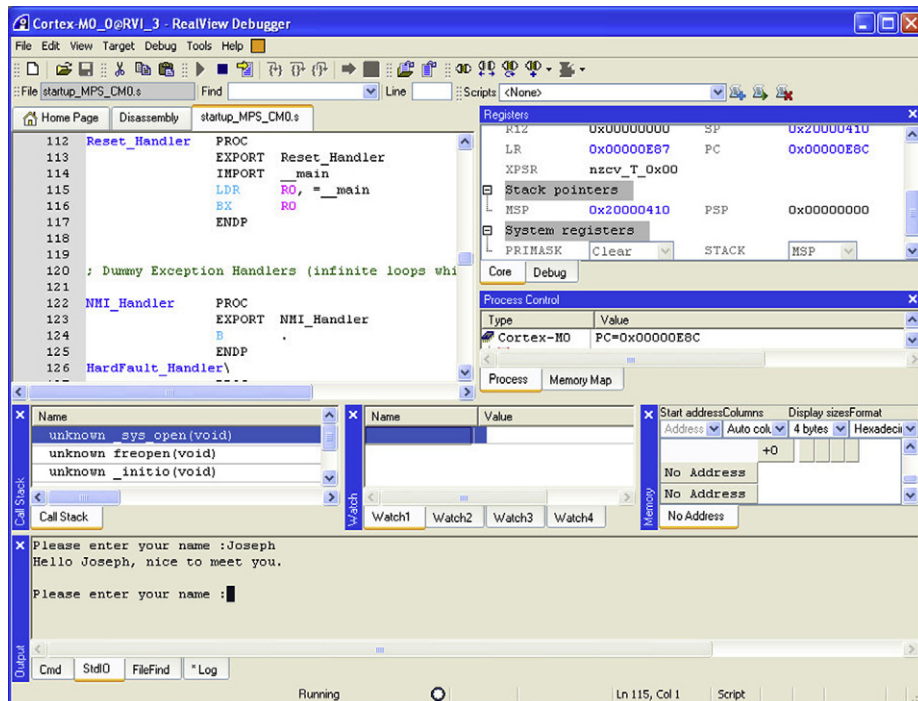 Cortex-M0_0@RVI_3 - RealView Debugger
File Edit View Target Debug Tools Help
File startup_MPS_CM0.s Find Line Scripts <None>
Home Page Disassembly startup_MPS_CM0.s
112 Reset_Handler PROC
113 EXPORT Reset_Handler
114 IMPORT __main
115 LDR R0, =__main
116 BX R0
117 ENDP
118
119
120 ; Dummy Exception Handlers (infinite loops whi
121
122 NMI_Handler PROC
123 EXPORT NMI_Handler
124 B .
125 ENDP
126 HardFault_Handler\
Registers
R12 0x00000000 SP 0x20000410
LR 0x00000E87 PC 0x00000E8C
XPSR nzcv_T_0x00
Stack pointers
MSP 0x20000410 PSP 0x00000000
System registers
PRIMASK Clear STACK MSP
Core Debug
Process Control
Type Value
Cortex-M0 PC=0x00000E8C
Process Memory Map
Call Stack
Name
unknown _sys_open(void)
unknown freopen(void)
unknown _initio(void)
Call Stack
Watch
Name Value
Watch1 Watch2 Watch3 Watch4
Memory
Start address Columns Display sizes Format
Address Auto colu 4 bytes Hexadecir
+0
No Address
No Address
No Address
Output
Please enter your name :Joseph
Hello Joseph, nice to meet you.
Please enter your name :
Cmd StdIO FileFind *Log
Running Ln 115, Col 1 Script